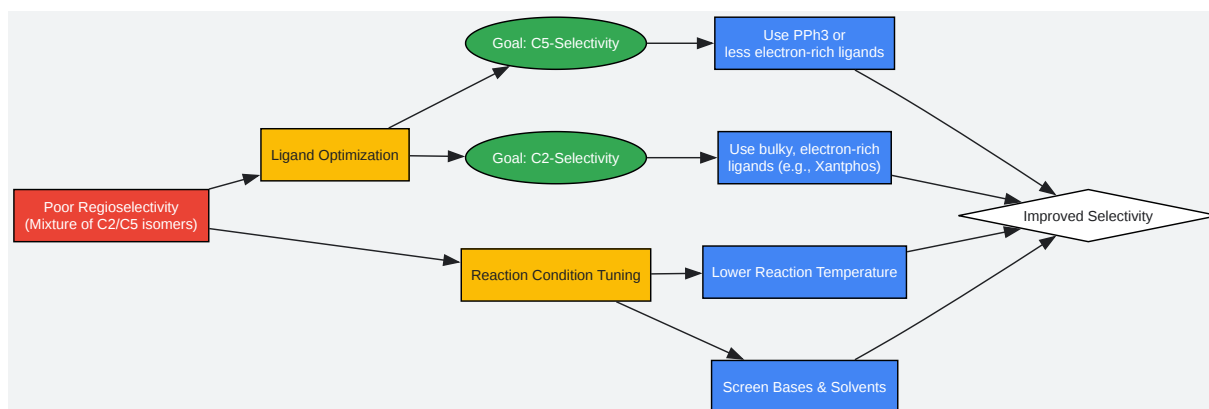 Poor Regioselectivity
(Mixture of C2/C5 isomers)
Ligand Optimization
Goal: C5-Selectivity
Use PPh3 or
less electron-rich ligands
Goal: C2-Selectivity
Use bulky, electron-rich
ligands (e.g., Xantphos)
Reaction Condition Tuning
Lower Reaction Temperature
Screen Bases & Solvents
Improved Selectivity